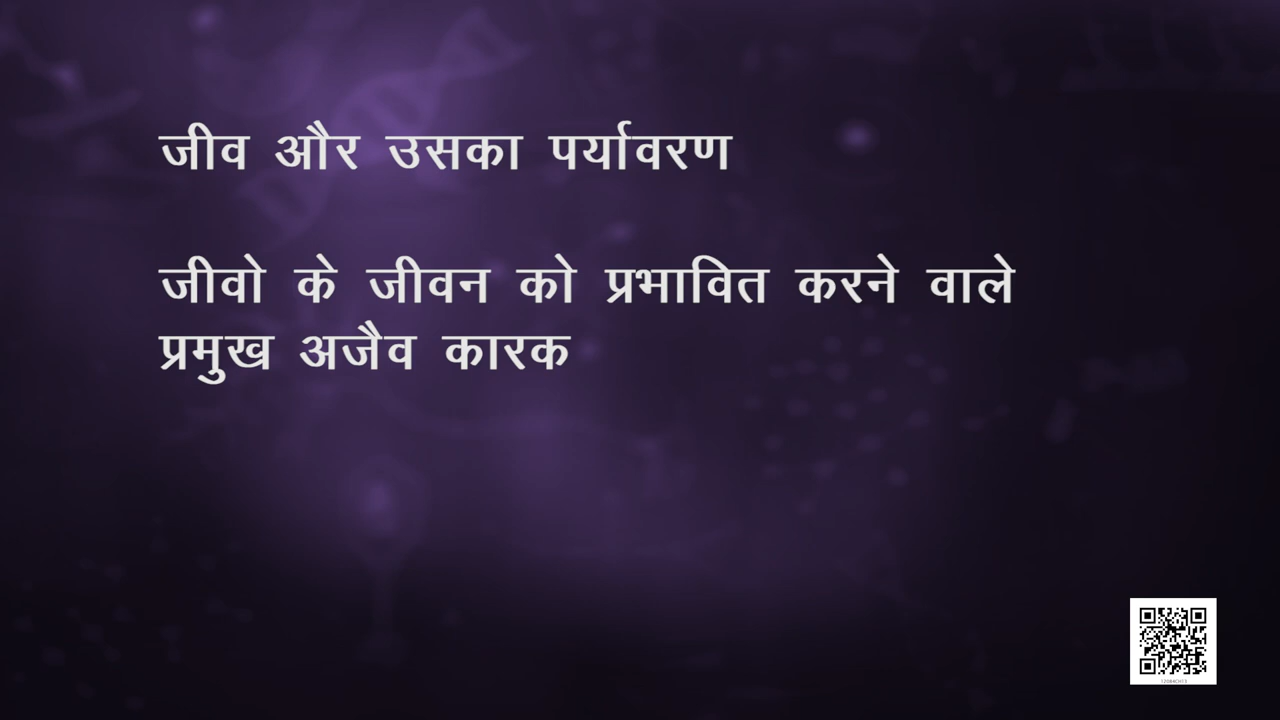 जीव और उसका पर्यावरण
जीवो के जीवन को प्रभावित करने वाले
प्रमुख अजैव कारक